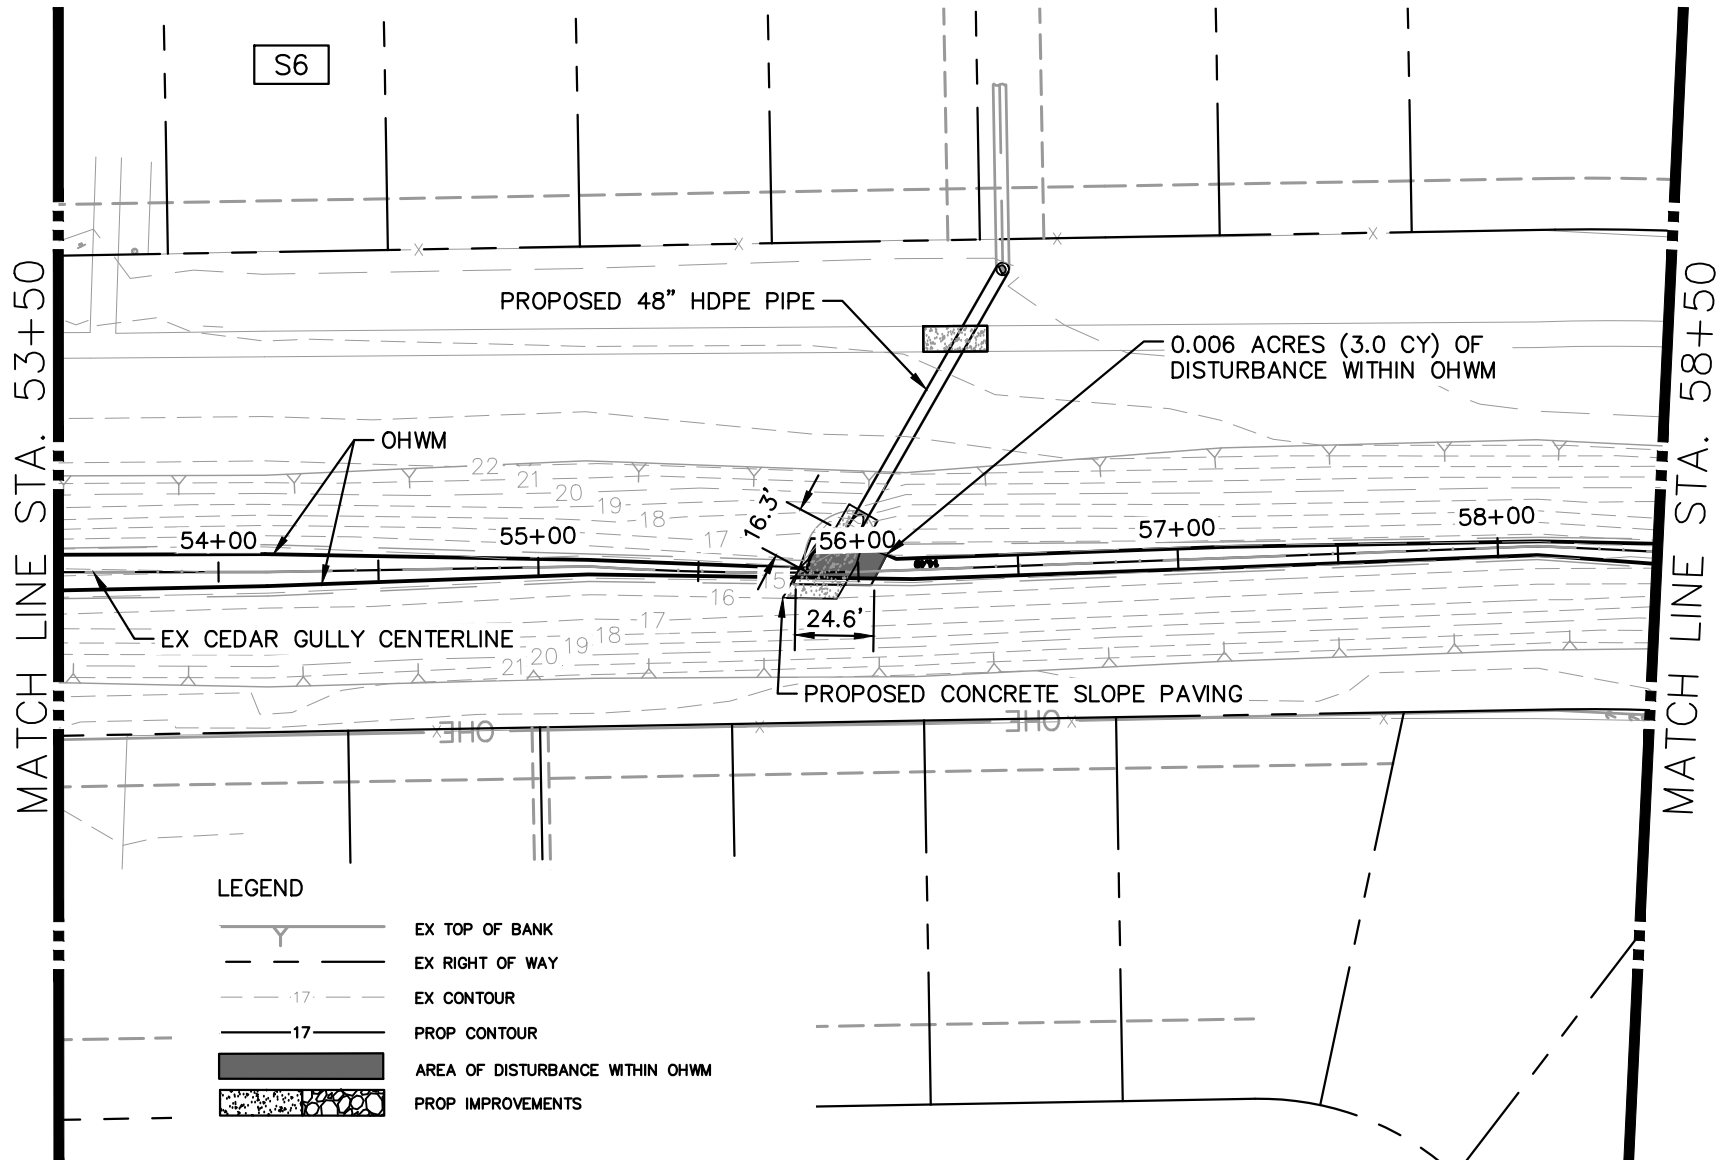 S6
MATCH LINE STA. 53+50
MATCH LINE STA. 58+50
PROPOSED 48" HDPE PIPE
0.006 ACRES (3.0 CY) OF
DISTURBANCE WITHIN OHWM
OHWM
22
21
20
19
18
17
16.3'
54+00
55+00
56+00
57+00
58+00
15
16
17
18
19
20
21
24.6'
EX CEDAR GULLY CENTERLINE
PROPOSED CONCRETE SLOPE PAVING
OHE
OHE
LEGEND
EX TOP OF BANK
EX RIGHT OF WAY
17 EX CONTOUR
17 PROP CONTOUR
AREA OF DISTURBANCE WITHIN OHWM
PROP IMPROVEMENTS